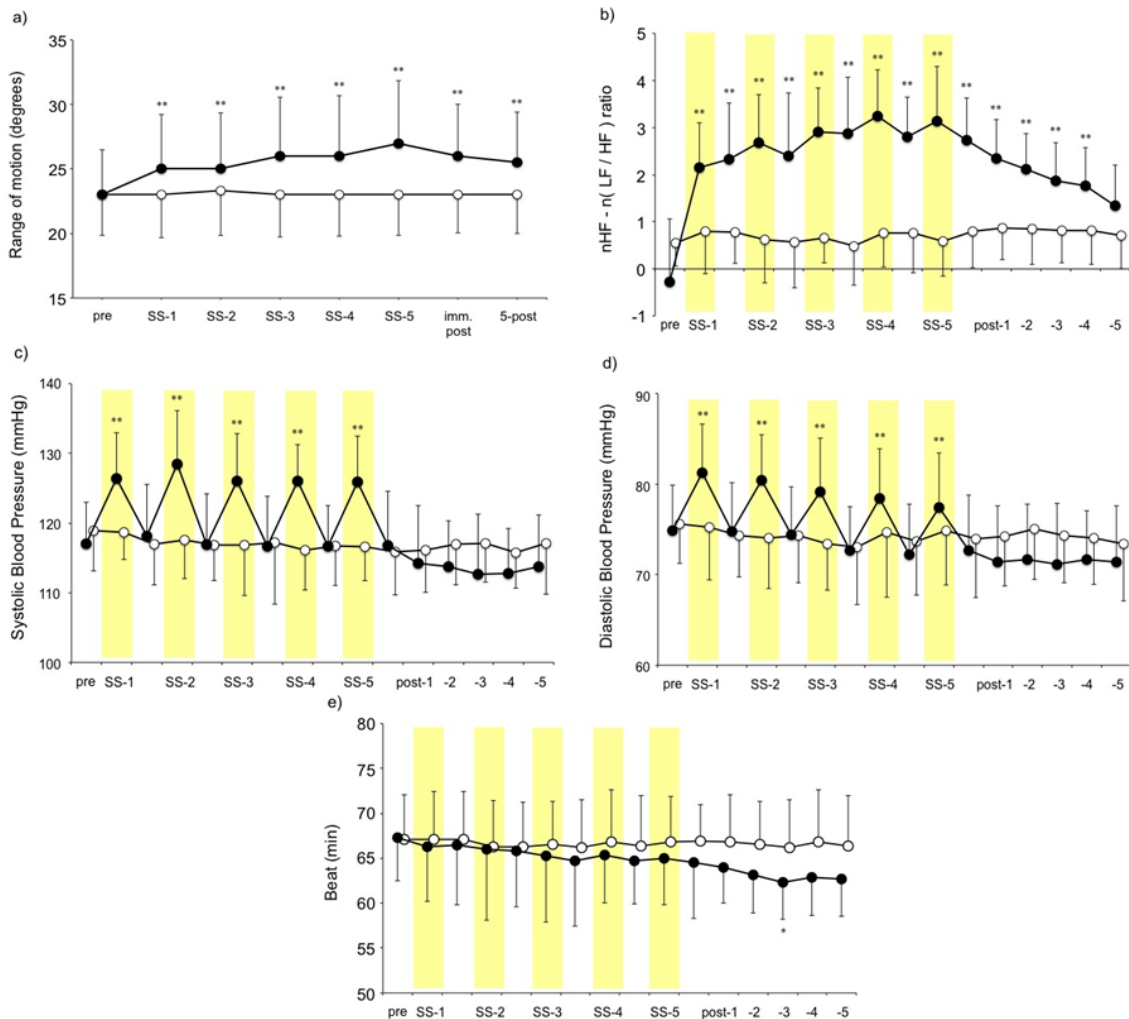 a)
Range of motion (degrees)
35
30
25
20
15
** ** ** ** ** ** **
pre SS-1 SS-2 SS-3 SS-4 SS-5 imm. post 5-post
b)
nHF - n( LF / HF ) ratio
5
4
3
2
1
0
-1
** ** ** ** ** ** ** ** ** ** ** ** ** **
pre SS-1 SS-2 SS-3 SS-4 SS-5 post-1 -2 -3 -4 -5
c)
Systolic Blood Pressure (mmHg)
140
130
120
110
100
** ** ** ** **
pre SS-1 SS-2 SS-3 SS-4 SS-5 post-1 -2 -3 -4 -5
d)
Diastolic Blood Pressure (mmHg)
90
80
70
60
** ** ** ** **
pre SS-1 SS-2 SS-3 SS-4 SS-5 post-1 -2 -3 -4 -5
e)
Beat (min)
80
75
70
65
60
55
50
*
pre SS-1 SS-2 SS-3 SS-4 SS-5 post-1 -2 -3 -4 -5